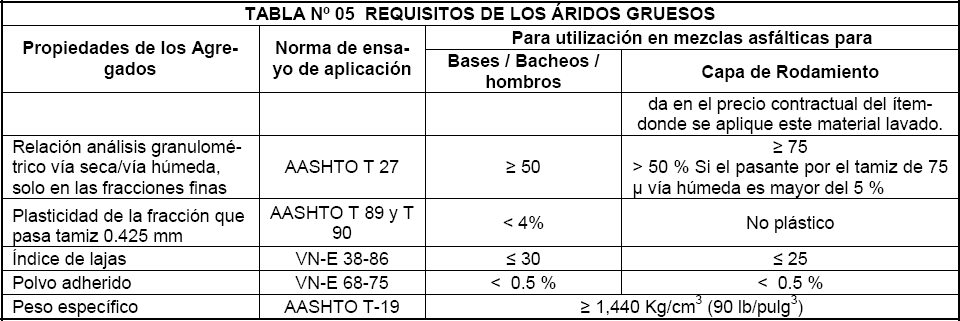 TABLA Nº 05 REQUISITOS DE LOS ÁRIDOS GRUESOS
Propiedades de los Agre-
gados
Norma de ensa-
yo de aplicación
Para utilización en mezclas asfálticas para
Bases / Bacheos /
hombros
Capa de Rodamiento
da en el precio contractual del ítem-
donde se aplique este material lavado.
Relación análisis granulomé-
trico vía seca/vía húmeda,
solo en las fracciones finas
AASHTO T 27
≥ 50
≥ 75
> 50 % Si el pasante por el tamiz de 75
µ vía húmeda es mayor del 5 %
Plasticidad de la fracción que
pasa tamiz 0.425 mm
AASHTO T 89 y T
90
< 4%
No plástico
Índice de lajas
VN-E 38-86
≤ 30
≤ 25
Polvo adherido
VN-E 68-75
< 0.5 %
< 0.5 %
Peso específico
AASHTO T-19
≥ 1,440 Kg/cm³ (90 lb/pulg³)